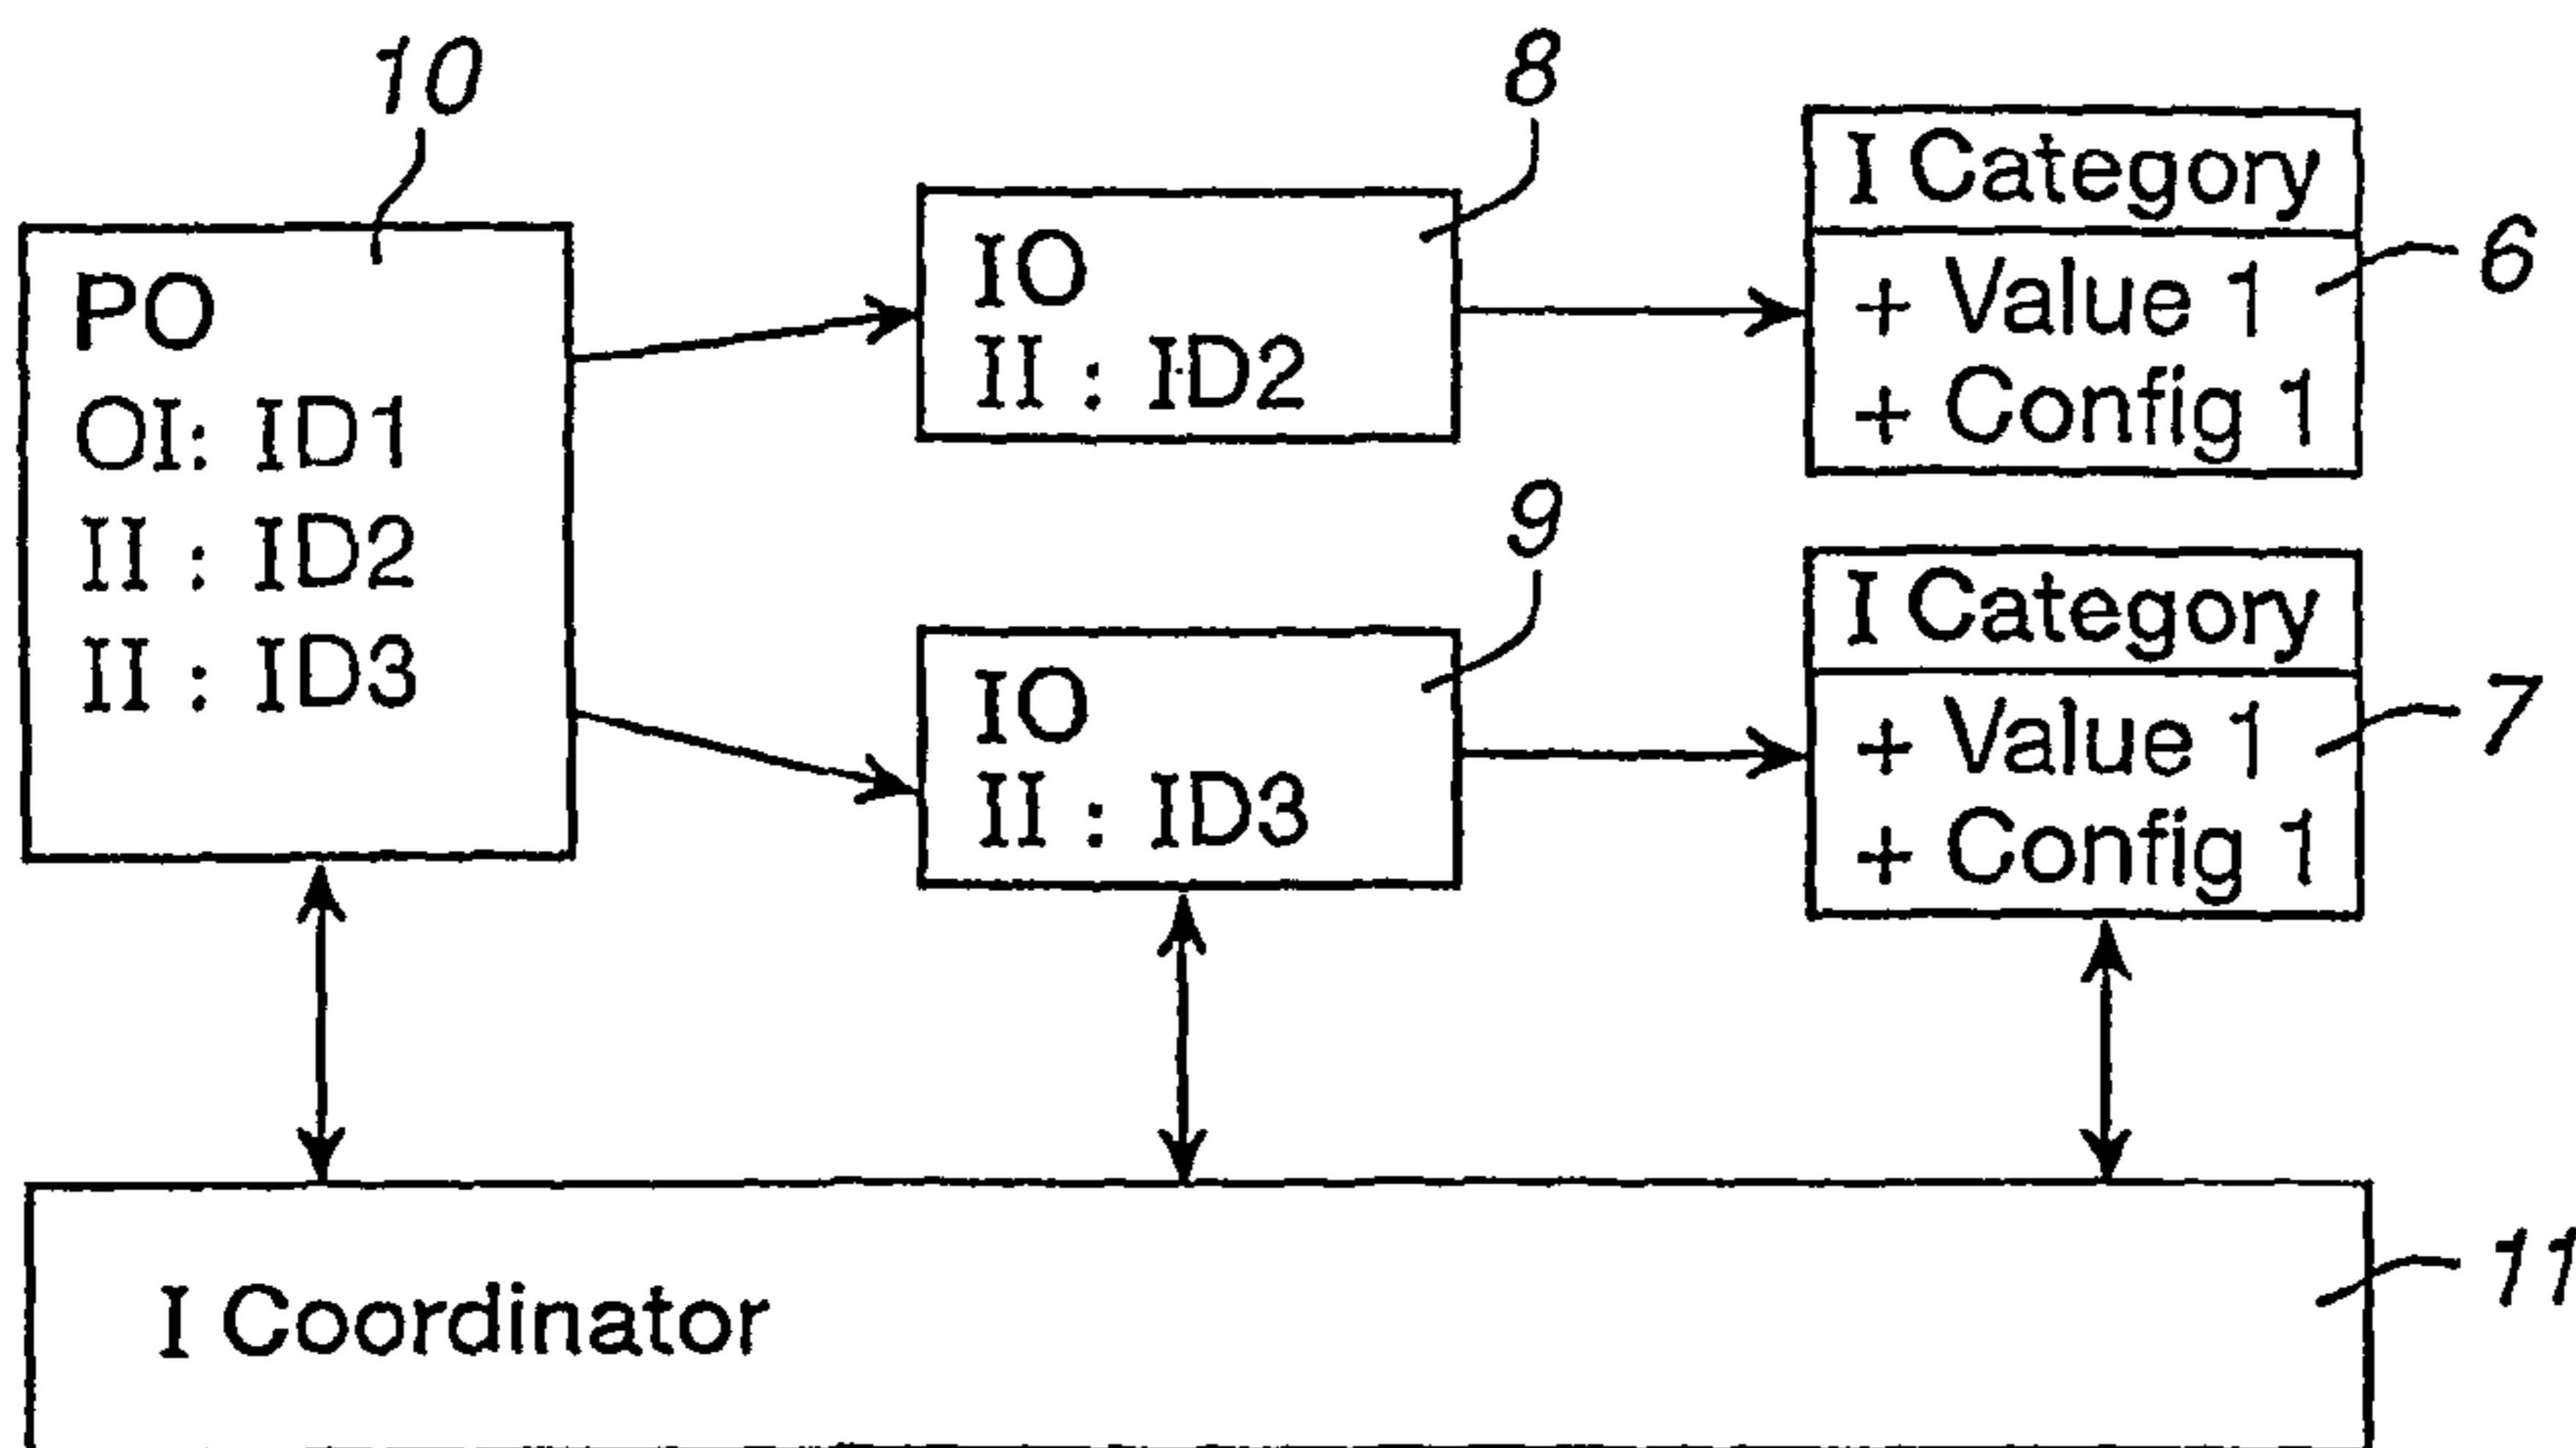 10
PO
OI: ID1
II : ID2
II : ID3
8
IO
II : ID2
I Category
+ Value 1
+ Config 1
6
9
IO
II : ID3
I Category
+ Value 1
+ Config 1
7
I Coordinator
11